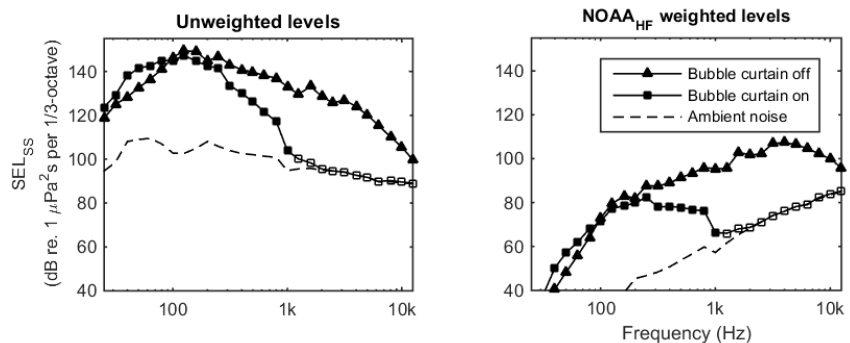 Unweighted levels
SEL_SS
(dB re. 1 μPa²s per 1/3-octave)
140
120
100
80
60
40
100
1k
10k
NOAA_HF weighted levels
140
120
100
80
60
40
Bubble curtain off
Bubble curtain on
Ambient noise
100
1k
10k
Frequency (Hz)